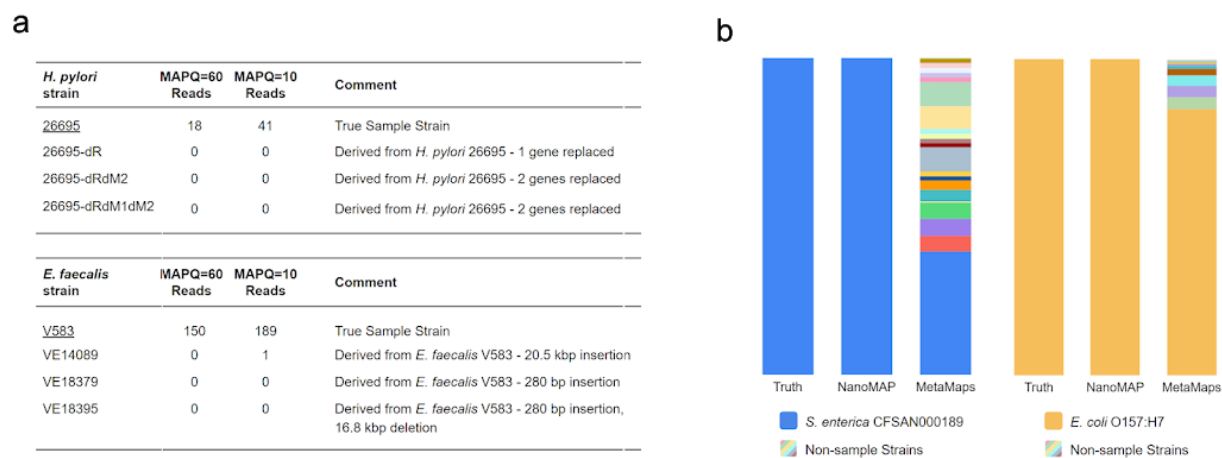 a
H. pylori strain MAPQ=60 Reads MAPQ=10 Reads Comment
26695 18 41 True Sample Strain
26695-dR 0 0 Derived from H. pylori 26695 - 1 gene replaced
26695-dRdM2 0 0 Derived from H. pylori 26695 - 2 genes replaced
26695-dRdM1dM2 0 0 Derived from H. pylori 26695 - 2 genes replaced
E. faecalis strain MAPQ=60 Reads MAPQ=10 Reads Comment
V583 150 189 True Sample Strain
VE14089 0 1 Derived from E. faecalis V583 - 20.5 kbp insertion
VE18379 0 0 Derived from E. faecalis V583 - 280 bp insertion
VE18395 0 0 Derived from E. faecalis V583 - 280 bp insertion,
16.8 kbp deletion
b
Truth NanoMAP MetaMaps Truth NanoMAP MetaMaps
S. enterica CFSAN000189 E. coli O157:H7
Non-sample Strains Non-sample Strains